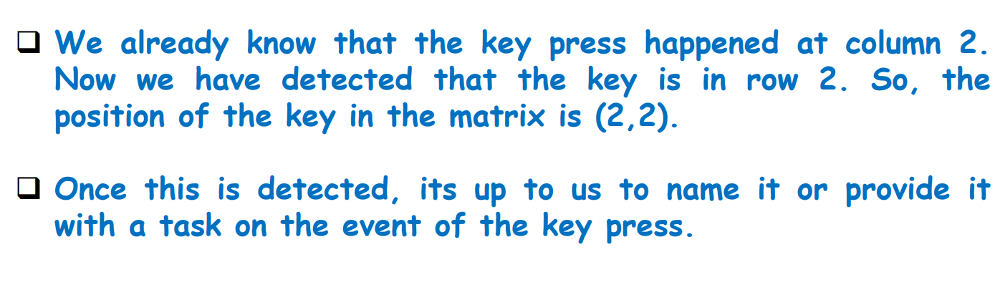 ❑ We already know that the key press happened at column 2.
Now we have detected that the key is in row 2. So, the
position of the key in the matrix is (2,2).
❑ Once this is detected, its up to us to name it or provide it
with a task on the event of the key press.